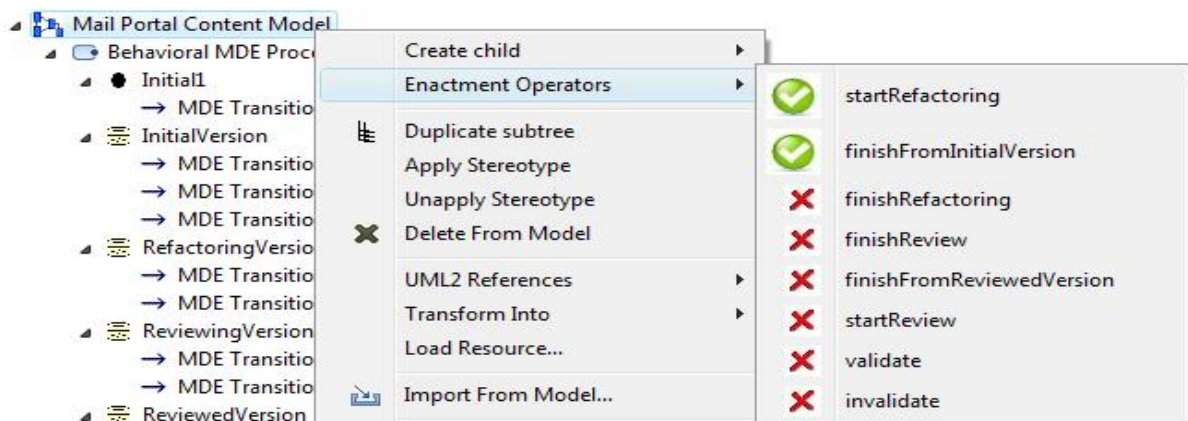 Mail Portal Content Model
Behavioral MDE Proc
Initial1
MDE Transitio
InitialVersion
MDE Transitio
MDE Transitio
MDE Transitio
RefactoringVersio
MDE Transitio
MDE Transitio
ReviewingVersion
MDE Transitio
MDE Transitio
ReviewedVersion
Create child
Enactment Operators
Duplicate subtree
Apply Stereotype
Unapply Stereotype
Delete From Model
UML2 References
Transform Into
Load Resource...
Import From Model...
startRefactoring
finishFromInitialVersion
finishRefactoring
finishReview
finishFromReviewedVersion
startReview
validate
invalidate